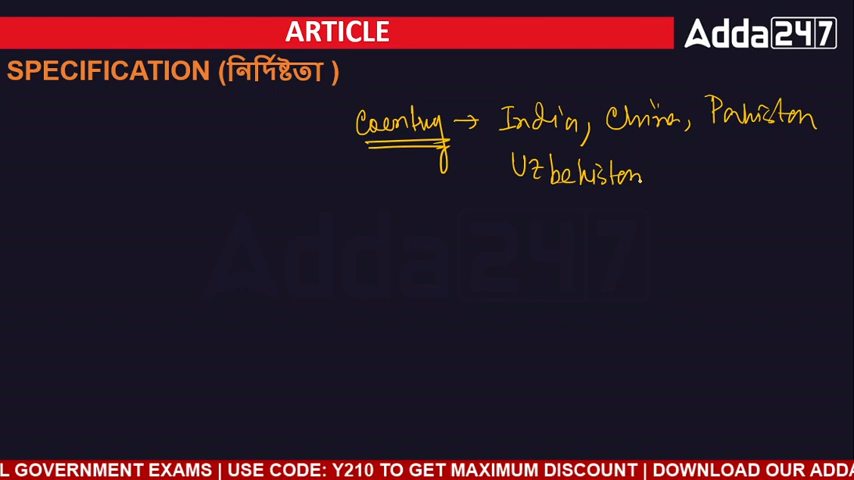 ARTICLE
Adda247
SPECIFICATION (নির্দিষ্টতা )
Country → India, China, Pakistan
Uzbekistan
Adda247
L GOVERNMENT EXAMS | USE CODE: Y210 TO GET MAXIMUM DISCOUNT | DOWNLOAD OUR ADDA